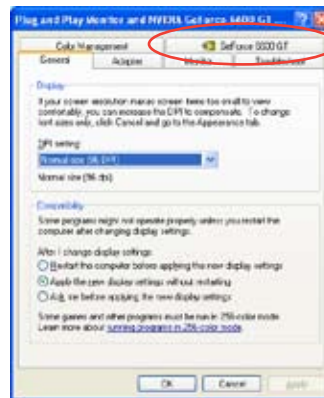 Plug and Play Monitor and NVIDIA GeForce 6600 GT ...
Color Management
GeForce 6600 GT
General
Adapter
Monitor
Troubleshoot
Display
If your screen resolution makes screen items too small to view
comfortably, you can increase the DPI to compensate. To change
font sizes only, click Cancel and go to the Appearance tab.
DPI setting:
Normal size (96 DPI)
Normal size (96 dpi)
Compatibility
Some programs might not operate properly unless you restart the
computer after changing display settings.
After I change display settings:
Restart the computer before applying the new display settings
Apply the new display settings without restarting
Ask me before applying the new display settings
Some games and other programs must be run in 256-color mode.
Learn more about running programs in 256-color mode.
OK
Cancel
Apply